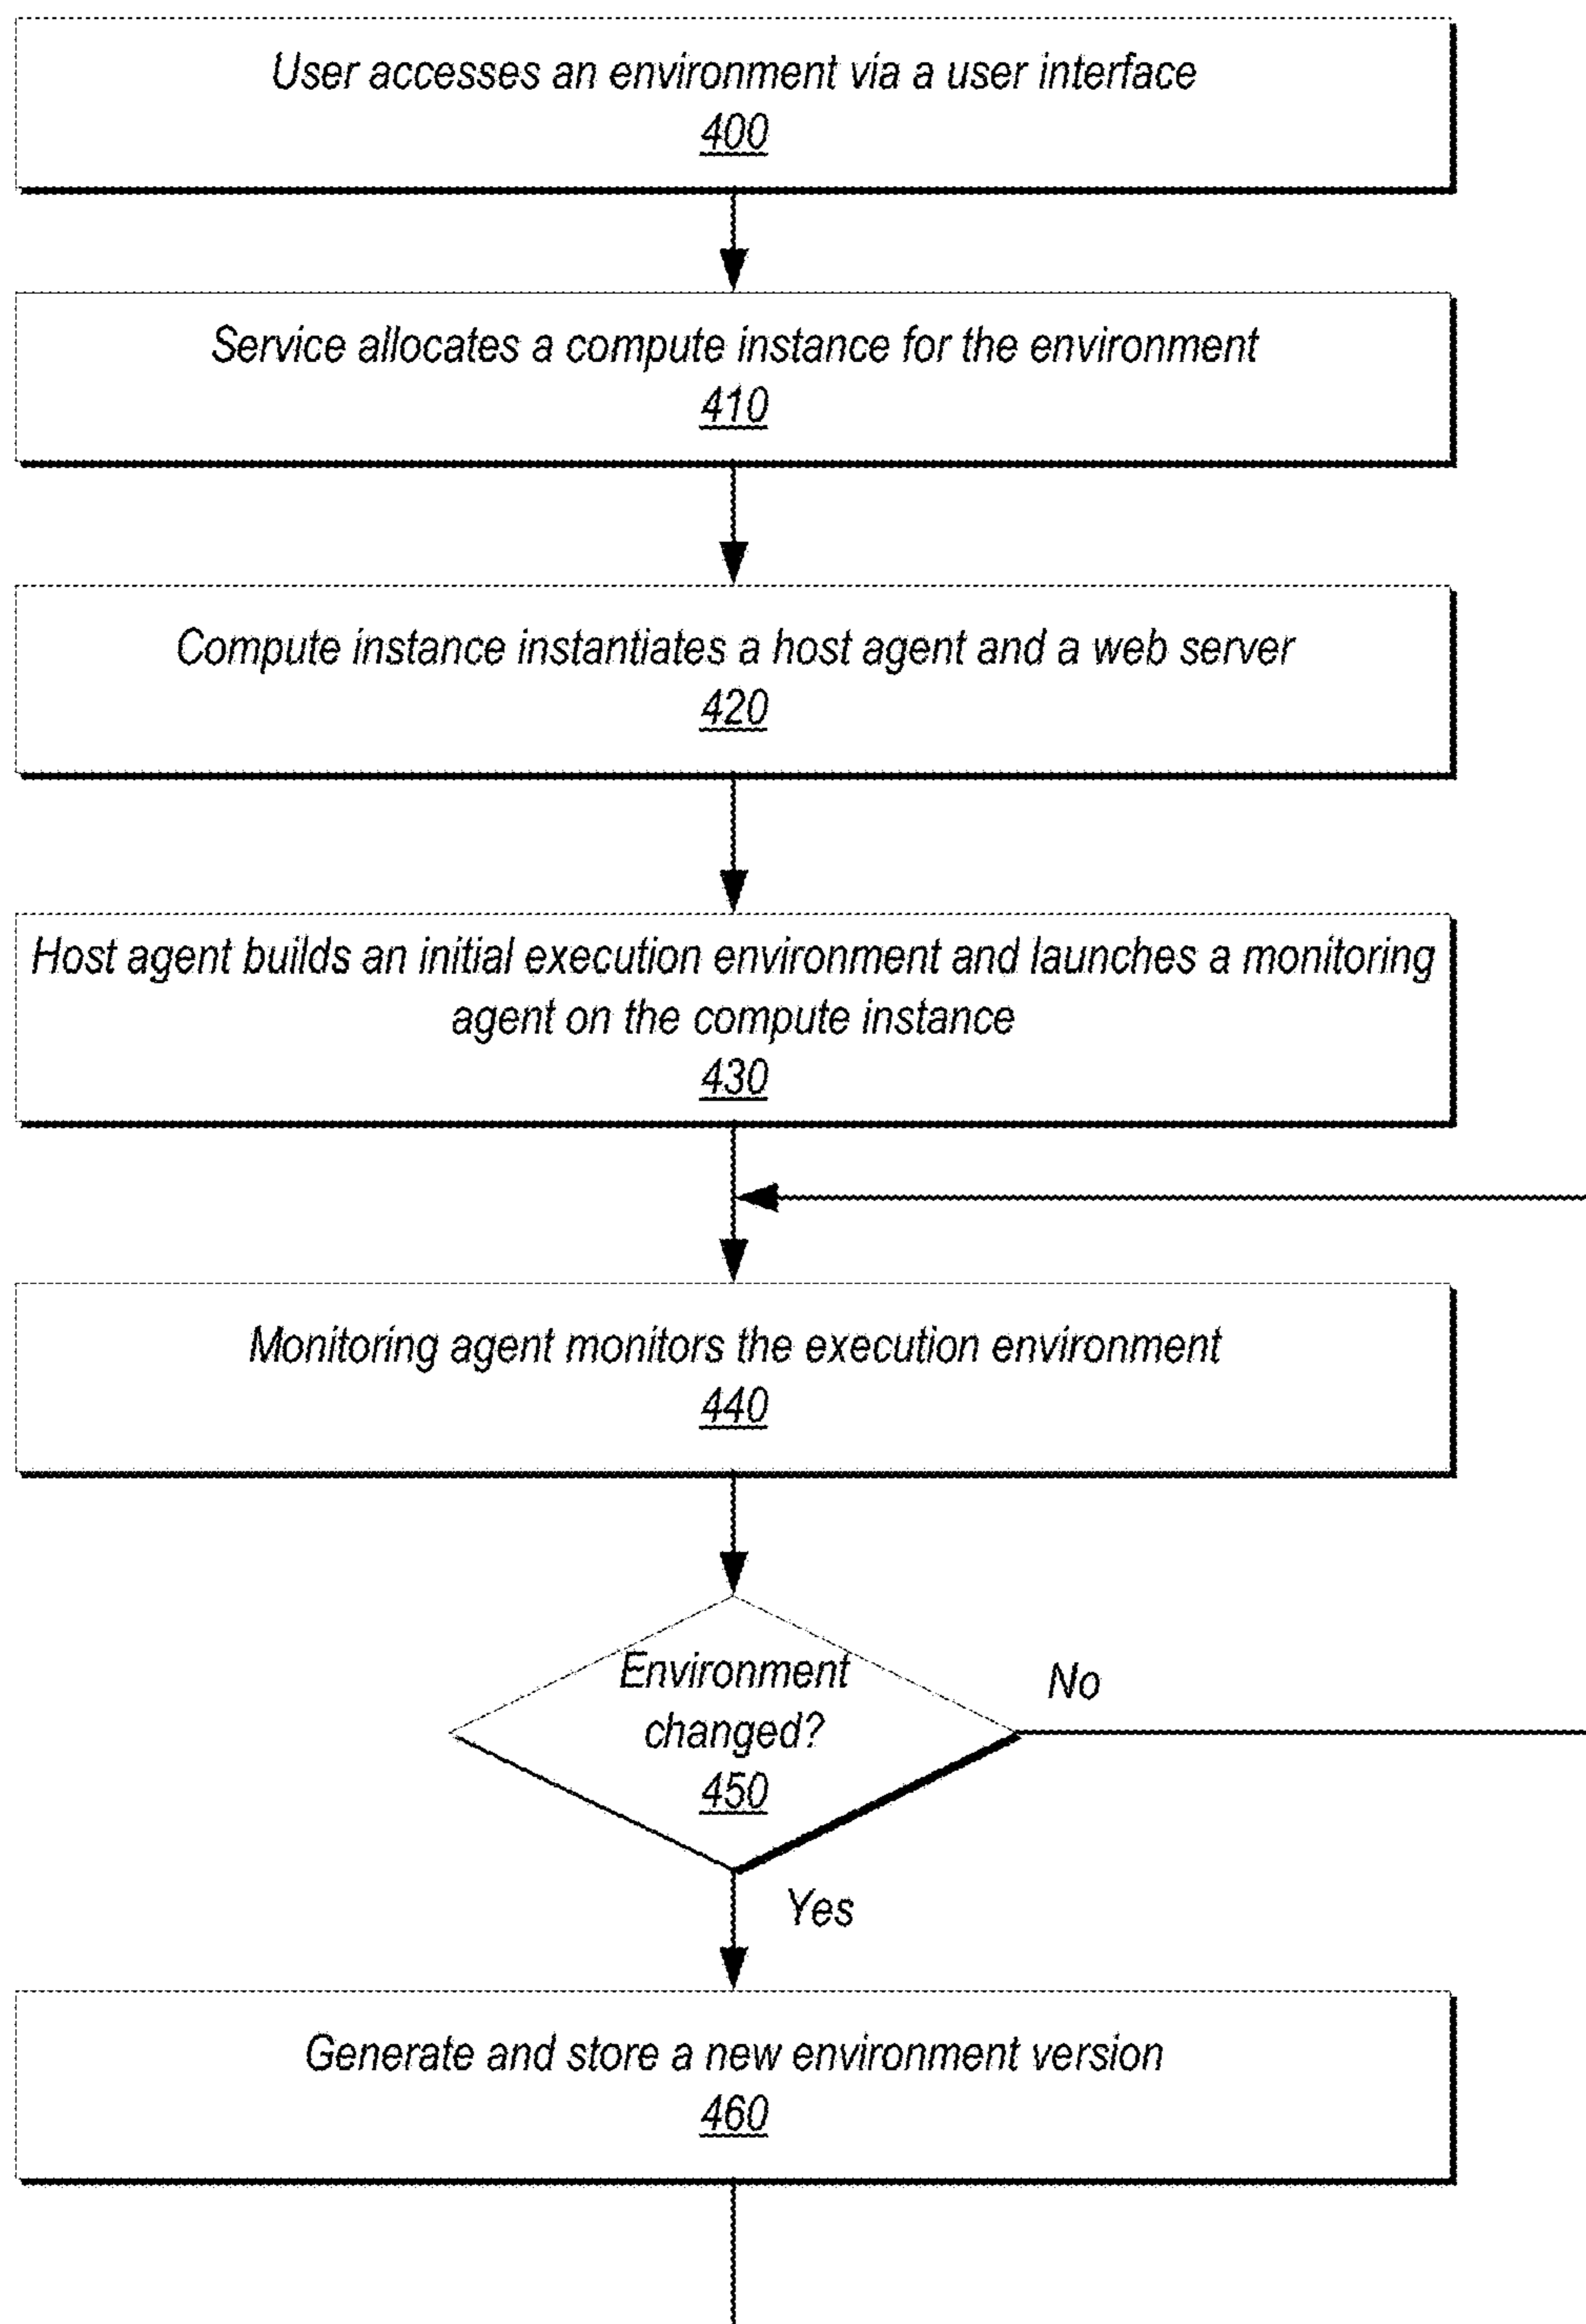 User accesses an environment via a user interface
400
Service allocates a compute instance for the environment
410
Compute instance instantiates a host agent and a web server
420
Host agent builds an initial execution environment and launches a monitoring
agent on the compute instance
430
Monitoring agent monitors the execution environment
440
Environment
changed?
450
No
Yes
Generate and store a new environment version
460